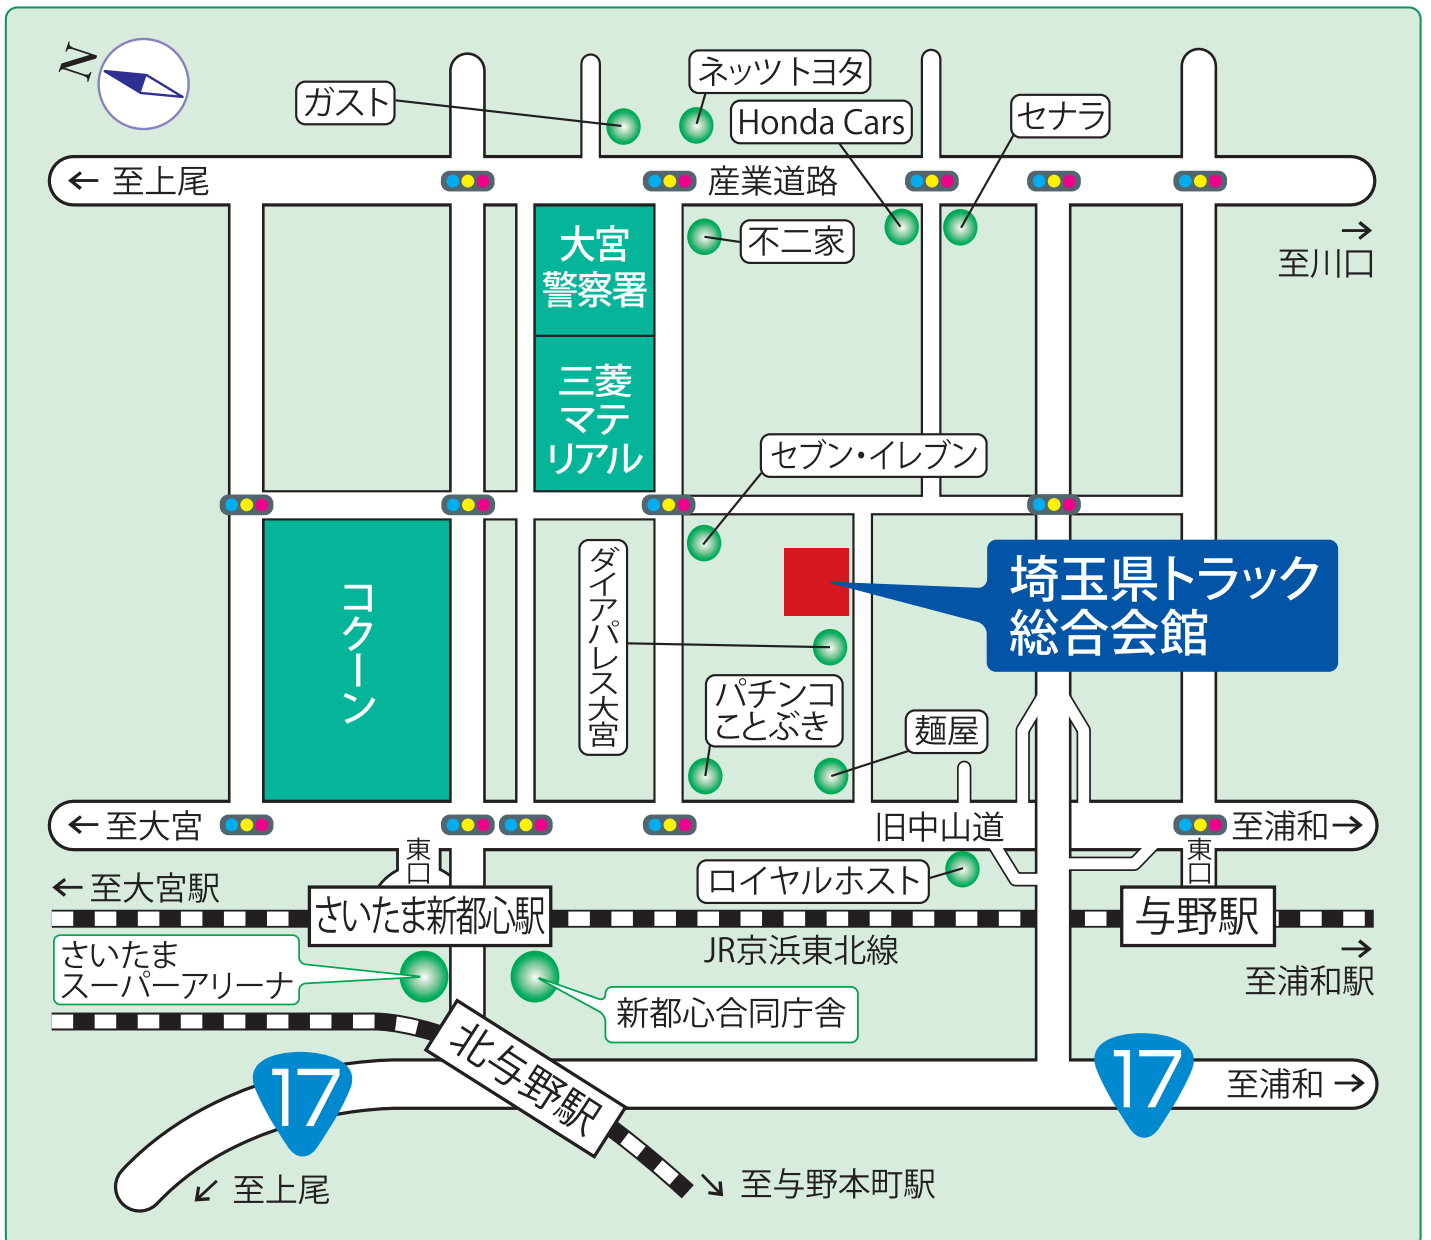 N
ガスト
ネッツトヨタ
Honda Cars
セナラ
←至上尾
産業道路
→
至川口
大宮
警察署
不二家
三菱
マテ
リアル
セブン・イレブン
コクーン
ダイアパレス大宮
埼玉県トラック
総合会館
パチンコ
ことぶき
麺屋
←至大宮
旧中山道
至浦和→
東口
東口
←至大宮駅
ロイヤルホスト
さいたま新都心駅
与野駅
JR京浜東北線
さいたま
スーパーアリーナ
→
至浦和駅
新都心合同庁舎
北与野駅
17
17
至浦和→
↙至上尾
↘至与野本町駅